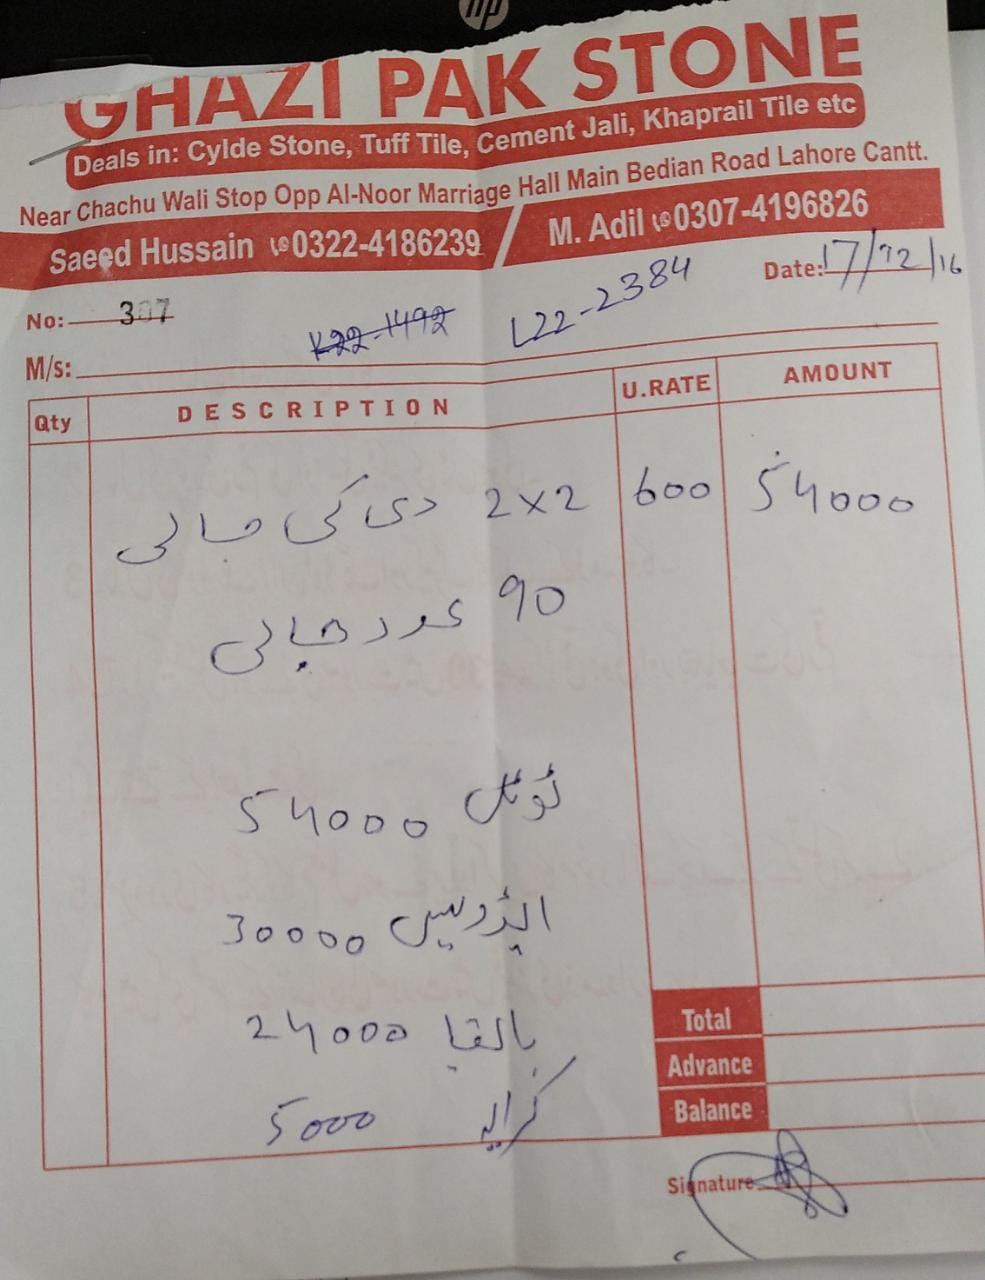 GHAZI PAK STONE
Deals in: Cylde Stone, Tuff Tile, Cement Jali, Khaprail Tile etc
Near Chachu Wali Stop Opp Al-Noor Marriage Hall Main Bedian Road Lahore Cantt.
Saeed Hussain 0322-4186239 / M. Adil 0307-4196826
Date: 17/12/16
No: 307
L22-1492 L22-2384
M/s:
Qty DESCRIPTION U.RATE AMOUNT
2x2 دی کی جالی 600 54000
90 عدد جالی
ٹوٹل 54000
ایڈوانس 30000
بقایا 24000
کرایہ 5000
Total
Advance
Balance
Signature